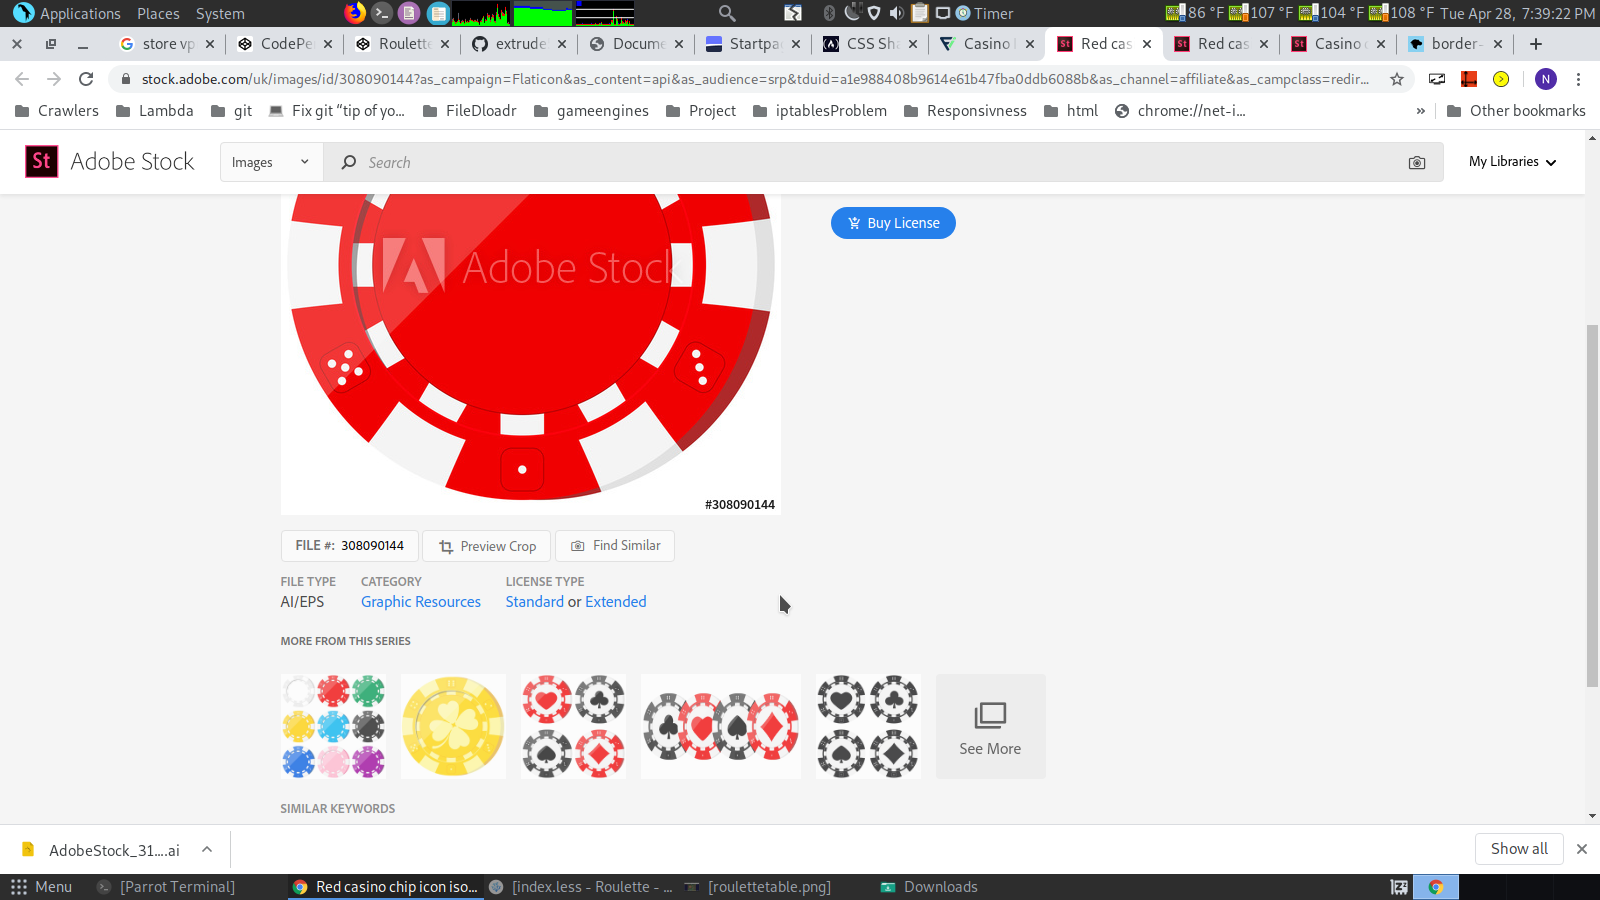 Applications Places System Timer 86 °F 107 °F 104 °F 108 °F Tue Apr 28, 7:39:22 PM
store vp CodePe Roulette extrude Docume Startpa CSS Sha Casino Red cas Red cas Casino border-
stock.adobe.com/uk/images/id/308090144?as_campaign=Flaticon&as_content=api&as_audience=srp&tduid=a1e988408b9614e61b47fba0ddb6088b&as_channel=affiliate&as_campclass=redir... N
Crawlers Lambda git Fix git “tip of yo... FileDloadr gameengines Project iptablesProblem Responsivness html chrome://net-i... » Other bookmarks
St Adobe Stock Images Search My Libraries
Buy License
Adobe Stock
#308090144
FILE #: 308090144 Preview Crop Find Similar
FILE TYPE CATEGORY LICENSE TYPE
AI/EPS Graphic Resources Standard or Extended
MORE FROM THIS SERIES
See More
SIMILAR KEYWORDS
AdobeStock_31....ai Show all
Menu [Parrot Terminal] Red casino chip icon iso... [index.less - Roulette - ... [roulettetable.png] Downloads